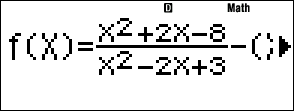 D Math
f(X)=(x²+2x-8)/(x²-2x+3)-()▶